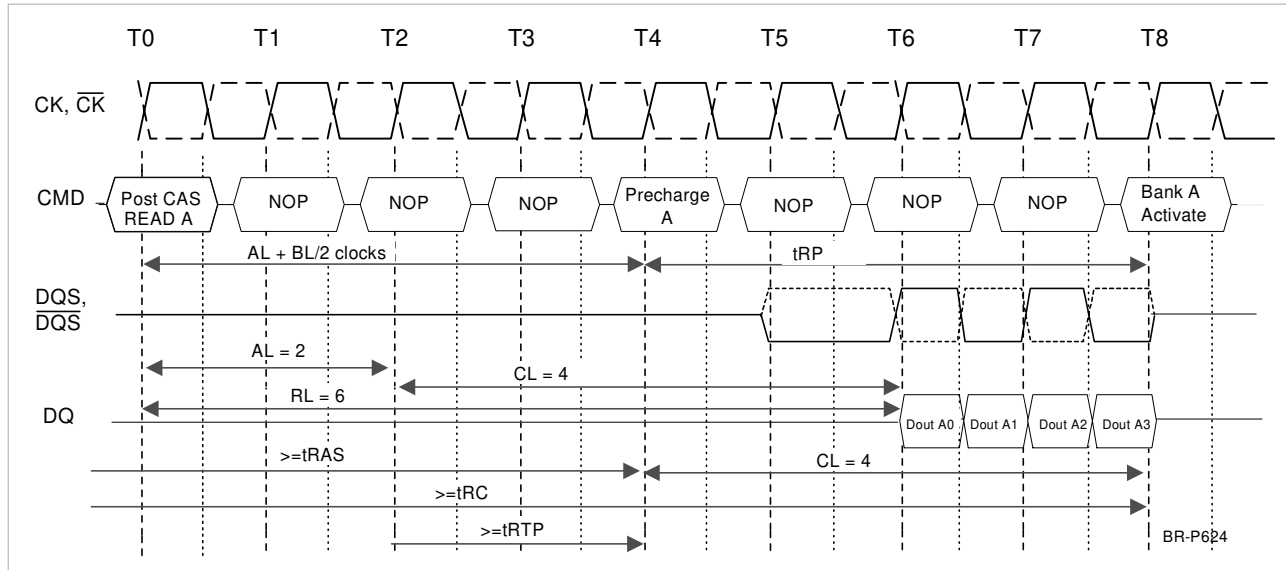 T0 T1 T2 T3 T4 T5 T6 T7 T8
CK, CK
CMD
Post CAS
READ A
NOP
NOP
NOP
Precharge
A
NOP
NOP
NOP
Bank A
Activate
AL + BL/2 clocks
tRP
DQS,
DQS
AL = 2
CL = 4
RL = 6
DQ
Dout A0
Dout A1
Dout A2
Dout A3
>=tRAS
CL = 4
>=tRC
>=tRTP
BR-P624